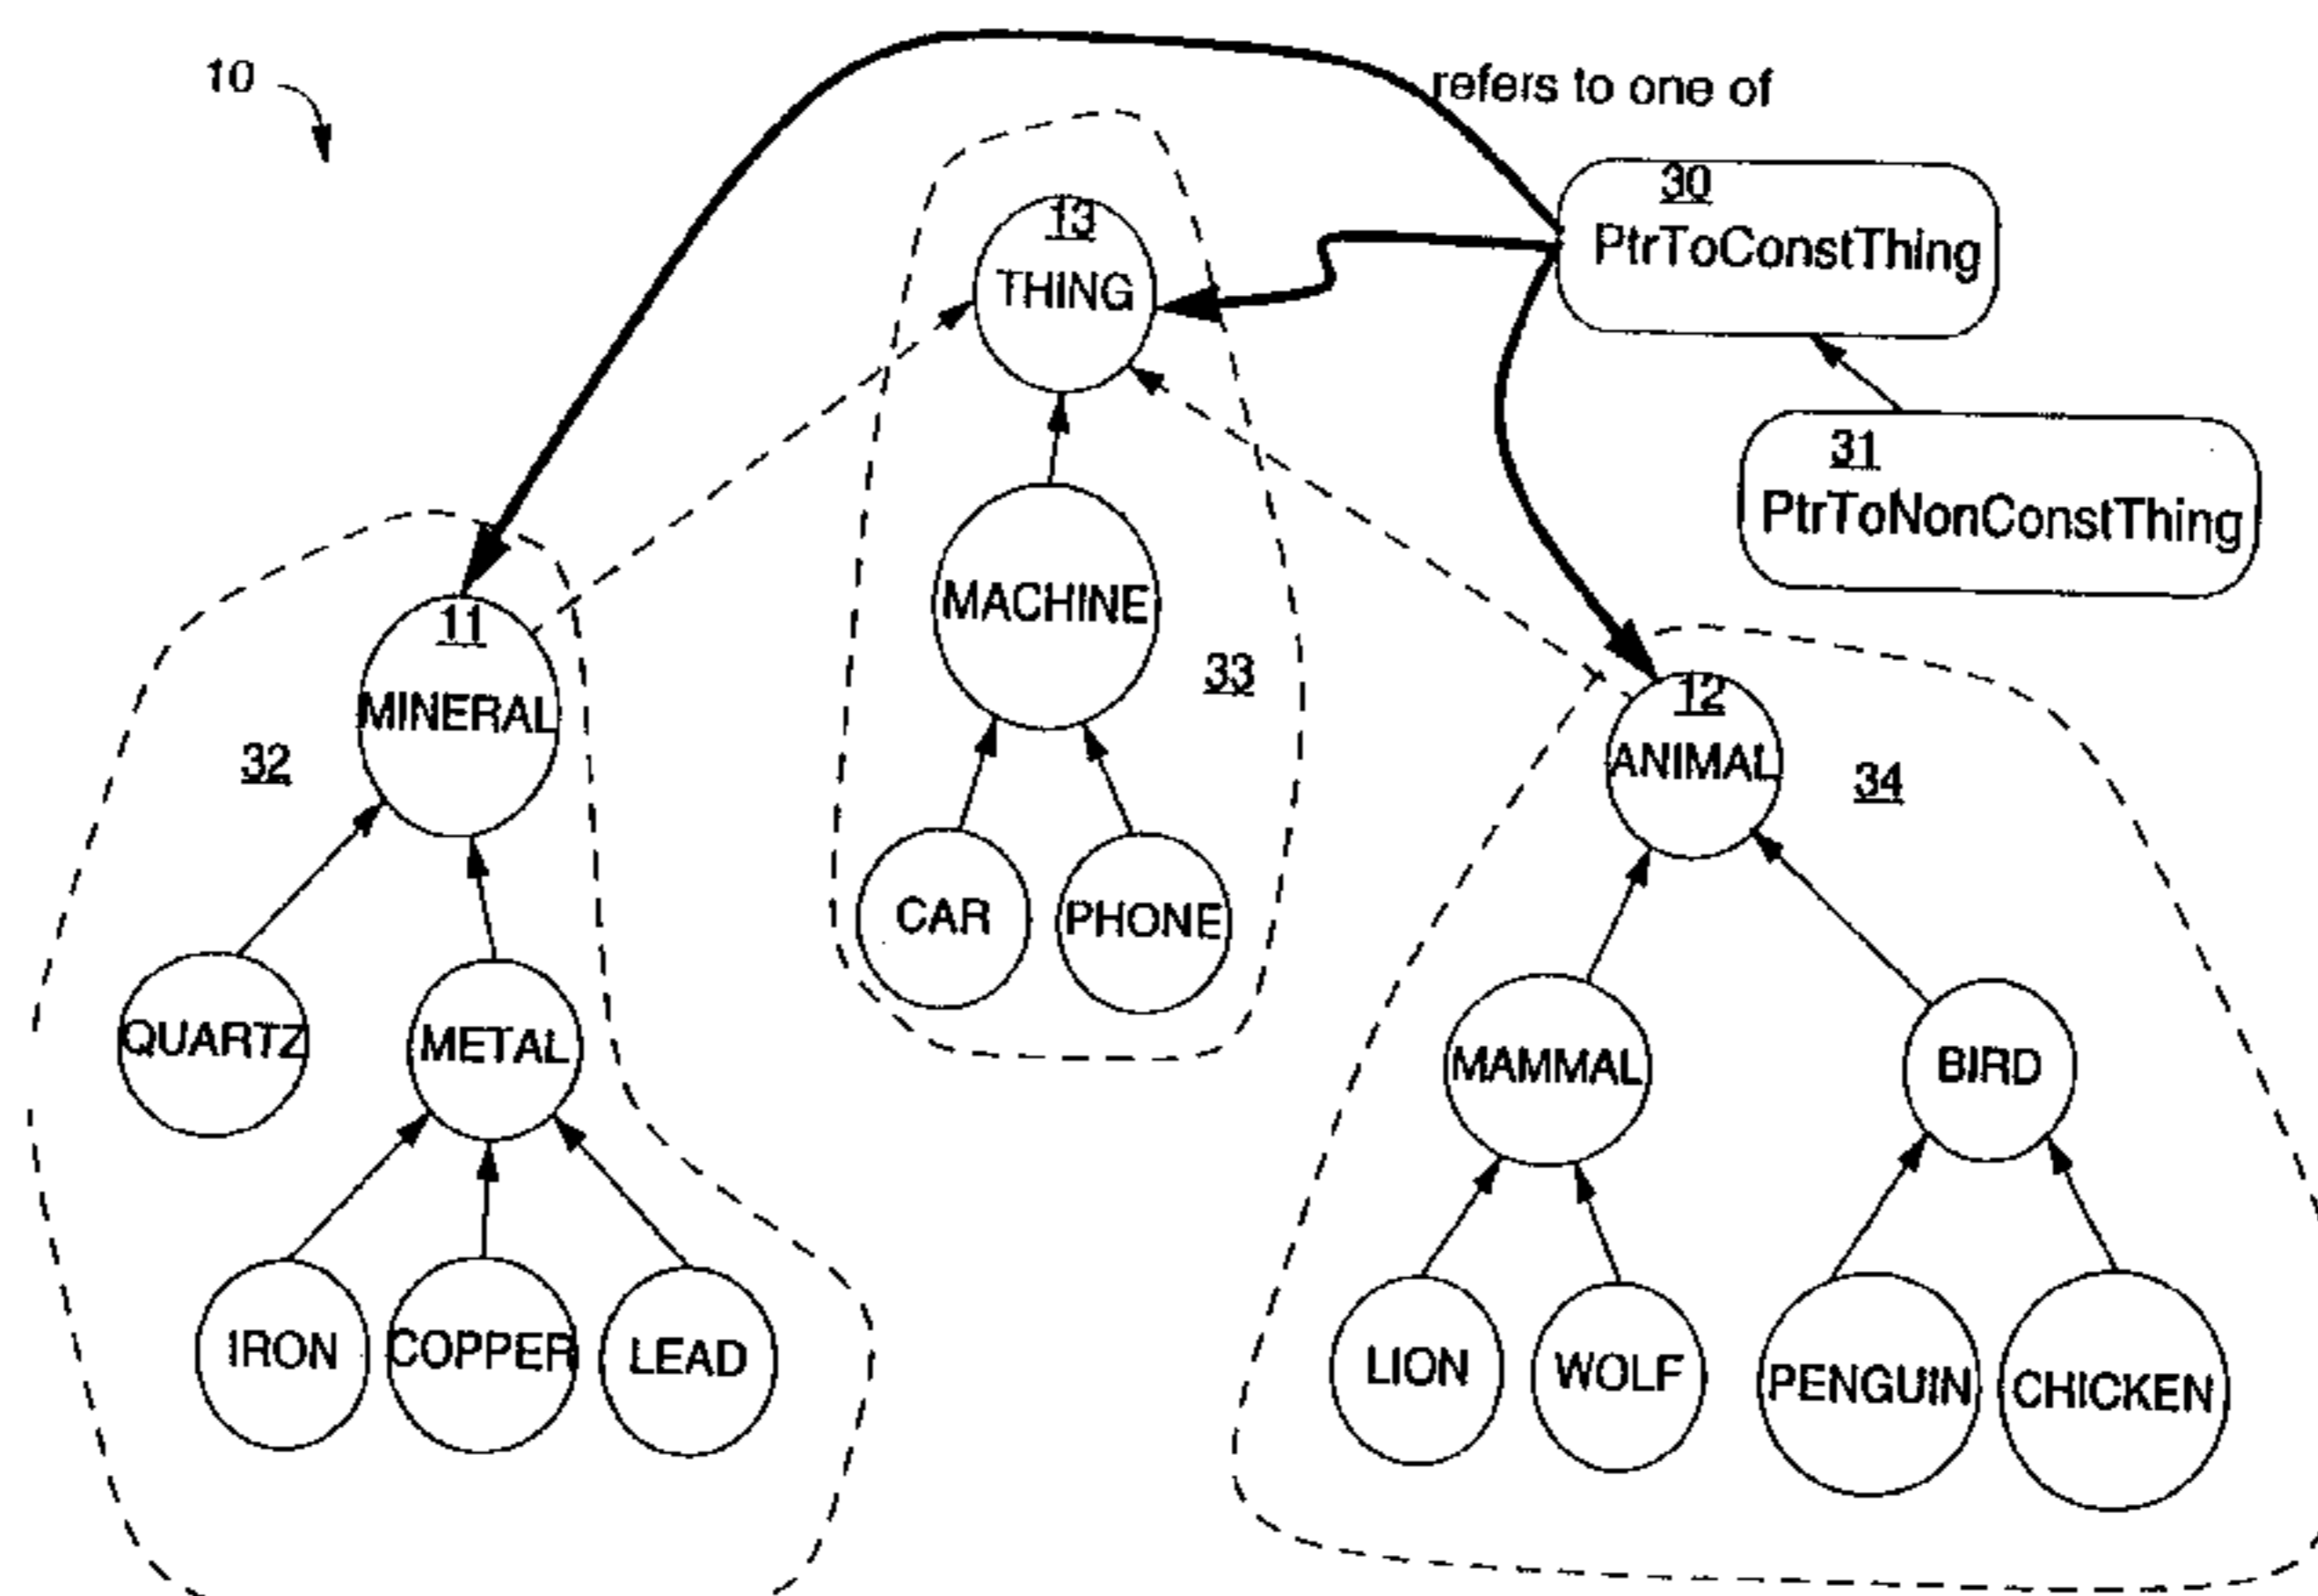 10
refers to one of
30
PtrToConstThing
13
THING
31
PtrToNonConstThing
MACHINE
11
MINERAL
33
12
ANIMAL
32
34
CAR
PHONE
QUARTZ
METAL
MAMMAL
BIRD
IRON
COPPER
LEAD
LION
WOLF
PENGUIN
CHICKEN